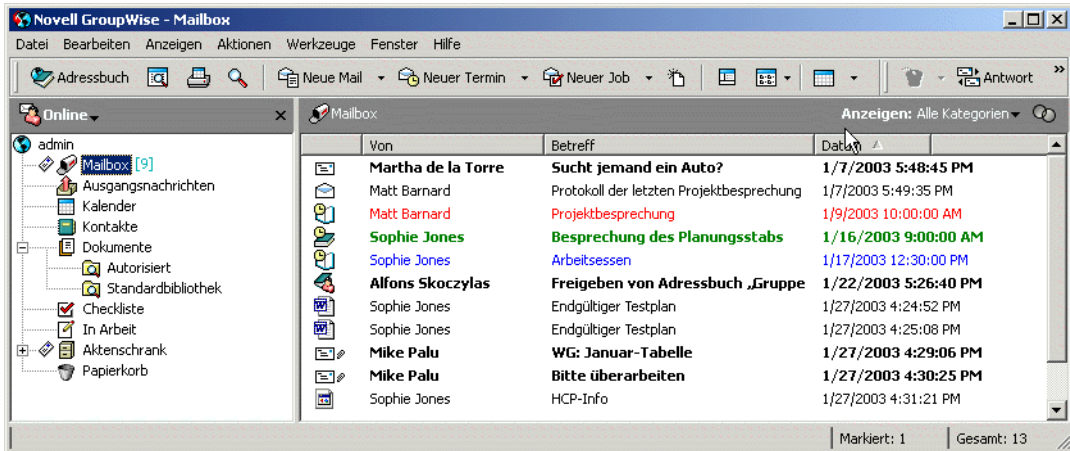 Novell GroupWise - Mailbox
Datei Bearbeiten Anzeigen Aktionen Werkzeuge Fenster Hilfe
Adressbuch Neue Mail Neuer Termin Neuer Job Antwort »
Online
Mailbox Anzeigen: Alle Kategorien
admin
Mailbox [9]
Ausgangsnachrichten
Kalender
Kontakte
Dokumente
Autorisiert
Standardbibliothek
Checkliste
In Arbeit
Aktenschrank
Papierkorb
Von Betreff Datum
Martha de la Torre Sucht jemand ein Auto? 1/7/2003 5:48:45 PM
Matt Barnard Protokoll der letzten Projektbesprechung 1/7/2003 5:49:35 PM
Matt Barnard Projektbesprechung 1/9/2003 10:00:00 AM
Sophie Jones Besprechung des Planungsstabs 1/16/2003 9:00:00 AM
Sophie Jones Arbeitsessen 1/17/2003 12:30:00 PM
Alfons Skoczylas Freigeben von Adressbuch „Gruppe 1/22/2003 5:26:40 PM
Sophie Jones Endgültiger Testplan 1/27/2003 4:24:52 PM
Sophie Jones Endgültiger Testplan 1/27/2003 4:25:08 PM
Mike Palu WG: Januar-Tabelle 1/27/2003 4:29:06 PM
Mike Palu Bitte überarbeiten 1/27/2003 4:30:25 PM
Sophie Jones HCP-Info 1/27/2003 4:31:21 PM
Markiert: 1 Gesamt: 13